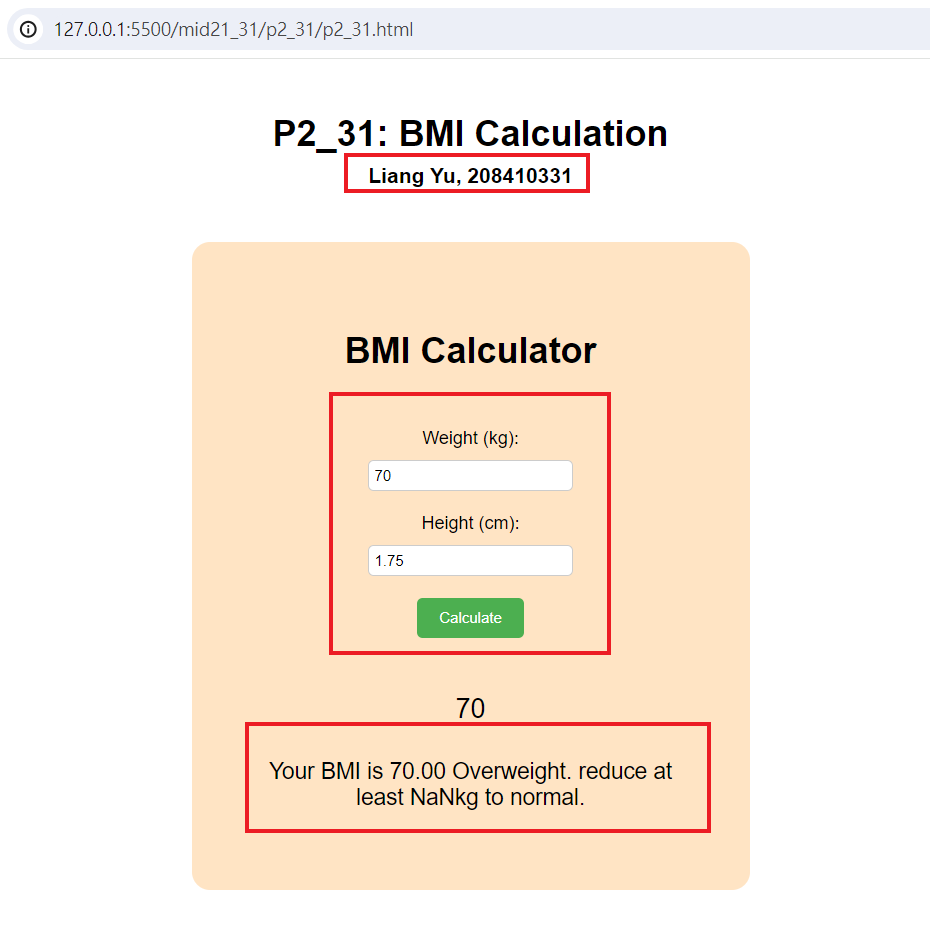 127.0.0.1:5500/mid21_31/p2_31/p2_31.html
P2_31: BMI Calculation
Liang Yu, 208410331
BMI Calculator
Weight (kg):
70
Height (cm):
1.75
Calculate
70
Your BMI is 70.00 Overweight. reduce at
least NaNkg to normal.